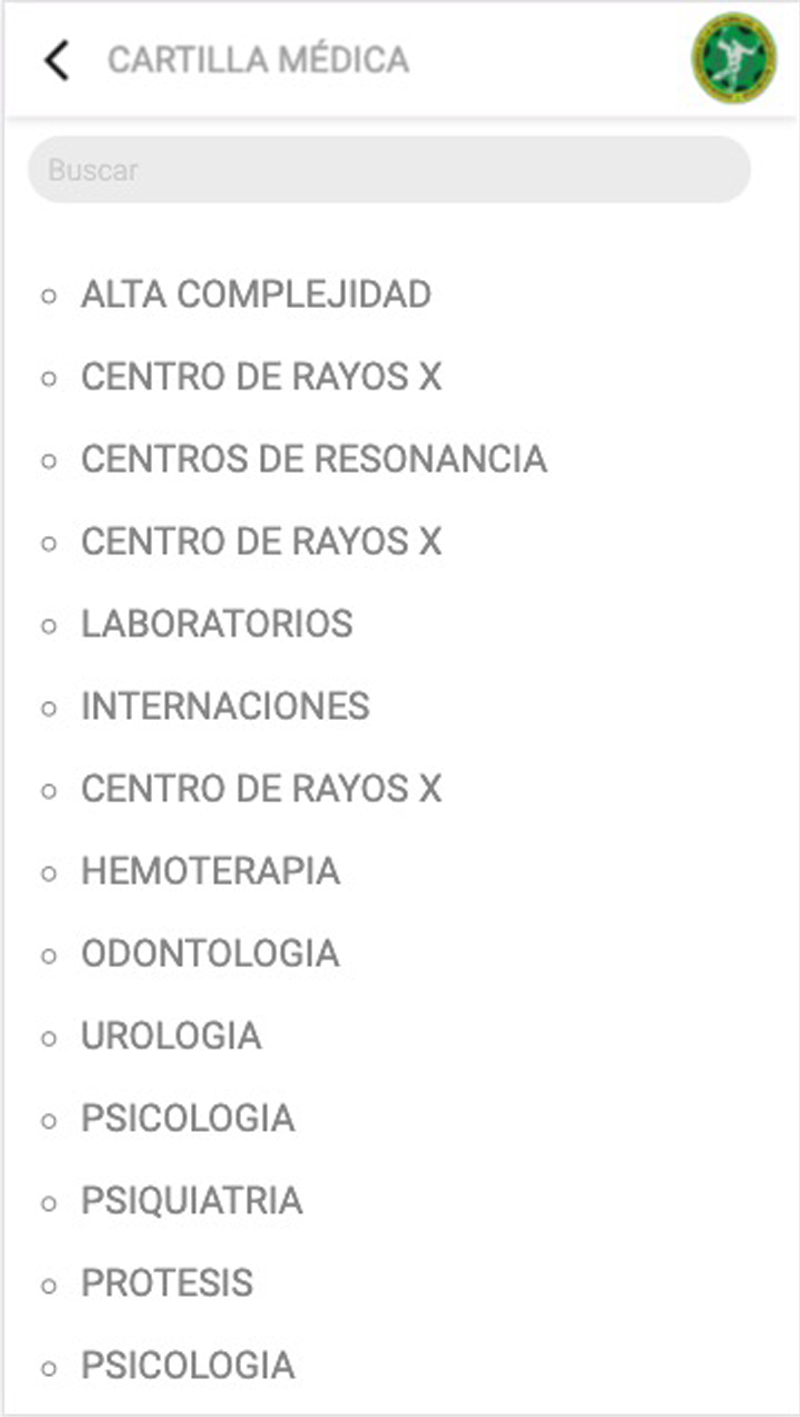 CARTILLA MÉDICA
Buscar
ALTA COMPLEJIDAD
CENTRO DE RAYOS X
CENTROS DE RESONANCIA
CENTRO DE RAYOS X
LABORATORIOS
INTERNACIONES
CENTRO DE RAYOS X
HEMOTERAPIA
ODONTOLOGIA
UROLOGIA
PSICOLOGIA
PSIQUIATRIA
PROTESIS
PSICOLOGIA